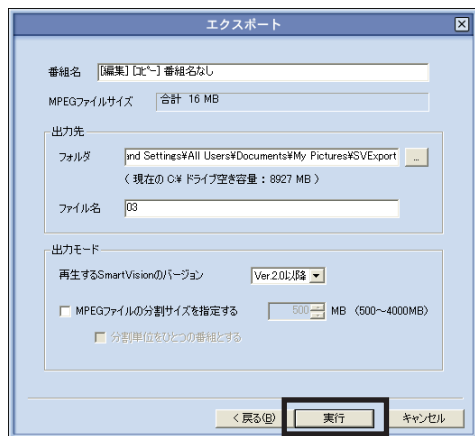 エクスポート
番組名 [編集] [コピー] 番組名なし
MPEGファイルサイズ 合計 16 MB
出力先
フォルダ and Settings¥All Users¥Documents¥My Pictures¥SVExport ...
( 現在の C:¥ ドライブ空き容量 : 8927 MB )
ファイル名 03
出力モード
再生するSmartVisionのバージョン Ver.2.0以降
MPEGファイルの分割サイズを指定する 500 MB (500～4000MB)
分割単位をひとつの番組とする
< 戻る(B) 実行 キャンセル